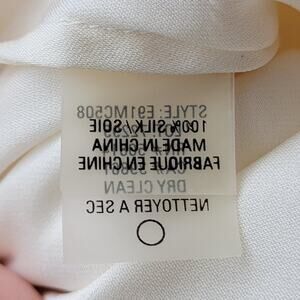 STYLE: E91MC508
100% SILK / SOIE
MADE IN CHINA
FABRIQUE EN CHINE
DRY CLEAN
NETTOYER A SEC